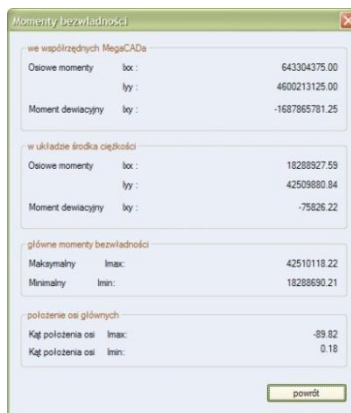 Momenty bezwładności
we współrzędnych MegaCADa
Osiowe momenty Ixx : 643304375.00
Iyy : 4600213125.00
Moment dewiacyjny Ixy : -1687865781.25
w układzie środka ciężkości
Osiowe momenty Ixx : 18288927.59
Iyy : 42509880.84
Moment dewiacyjny Ixy : -75826.22
główne momenty bezwładności
Maksymalny Imax: 42510118.22
Minimalny Imin: 18288690.21
położenie osi głównych
Kąt położenia osi Imax: -89.82
Kąt położenia osi Imin: 0.18
powrót